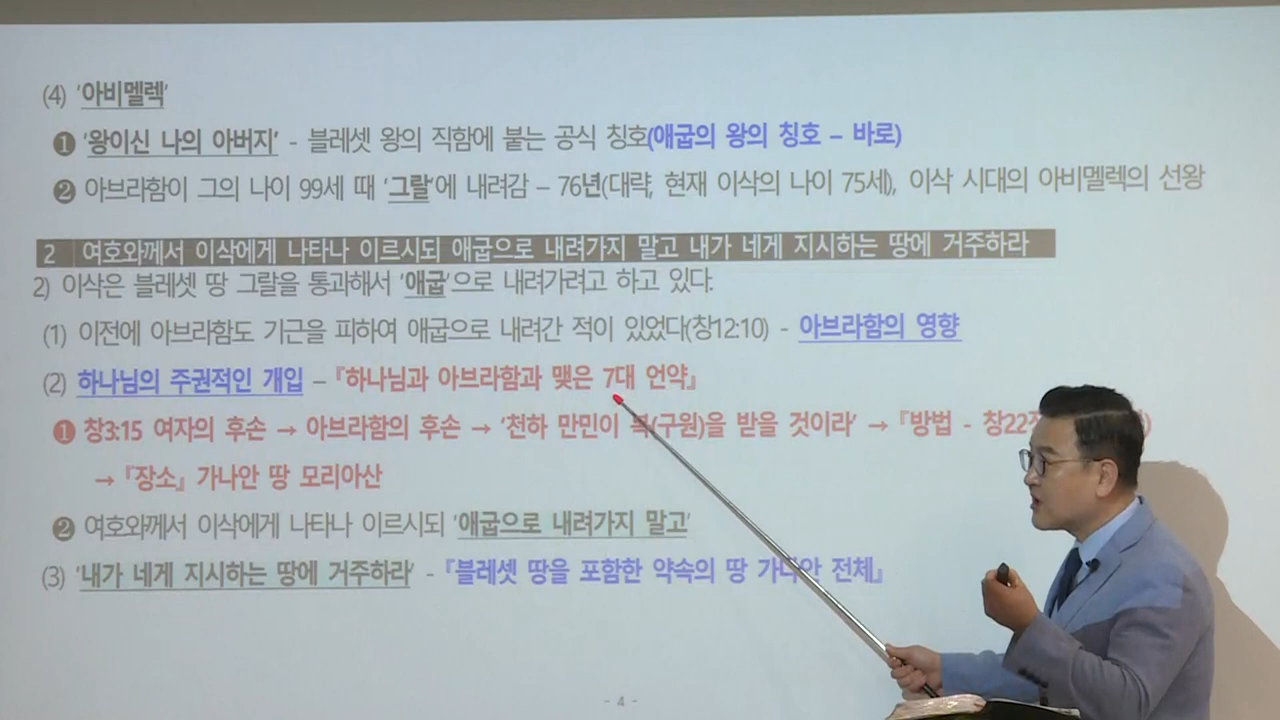 (4) '아비멜렉'
❶ '왕이신 나의 아버지' - 블레셋 왕의 직함에 붙는 공식 칭호(애굽의 왕의 칭호 – 바로)
❷ 아브라함이 그의 나이 99세 때 '그랄'에 내려감 – 76년(대략, 현재 이삭의 나이 75세), 이삭 시대의 아비멜렉의 선왕
2 여호와께서 이삭에게 나타나 이르시되 애굽으로 내려가지 말고 내가 네게 지시하는 땅에 거주하라
2) 이삭은 블레셋 땅 그랄을 통과해서 '애굽'으로 내려가려고 하고 있다.
(1) 이전에 아브라함도 기근을 피하여 애굽으로 내려간 적이 있었다(창12:10) - 아브라함의 영향
(2) 하나님의 주권적인 개입 – 『하나님과 아브라함과 맺은 7대 언약』
❶ 창3:15 여자의 후손 → 아브라함의 후손 → '천하 만민이 복(구원)을 받을 것이라' → 『방법 - 창22
→ 『장소』 가나안 땅 모리아산
❷ 여호와께서 이삭에게 나타나 이르시되 '애굽으로 내려가지 말고'
(3) '내가 네게 지시하는 땅에 거주하라' - 『블레셋 땅을 포함한 약속의 땅 가나안 전체』
- 4 -